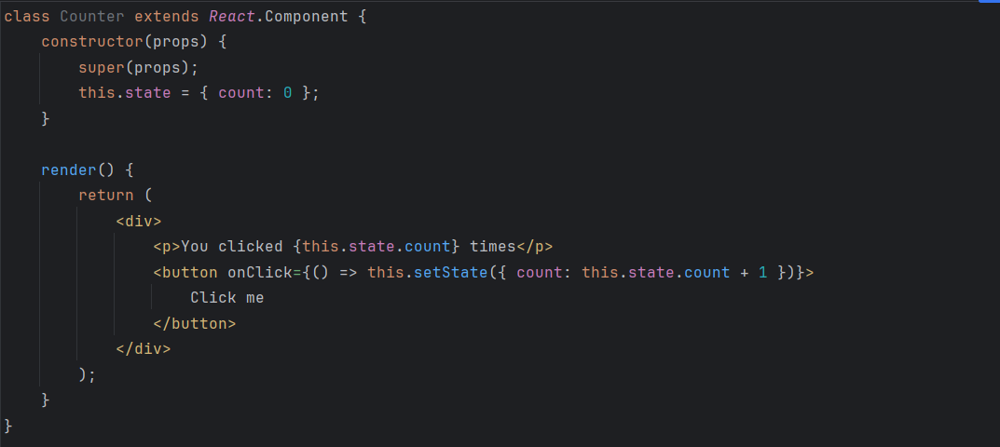 class Counter extends React.Component {
    constructor(props) {
        super(props);
        this.state = { count: 0 };
    }

    render() {
        return (
            <div>
                <p>You clicked {this.state.count} times</p>
                <button onClick={() => this.setState({ count: this.state.count + 1 })}>
                    Click me
                </button>
            </div>
        );
    }
}